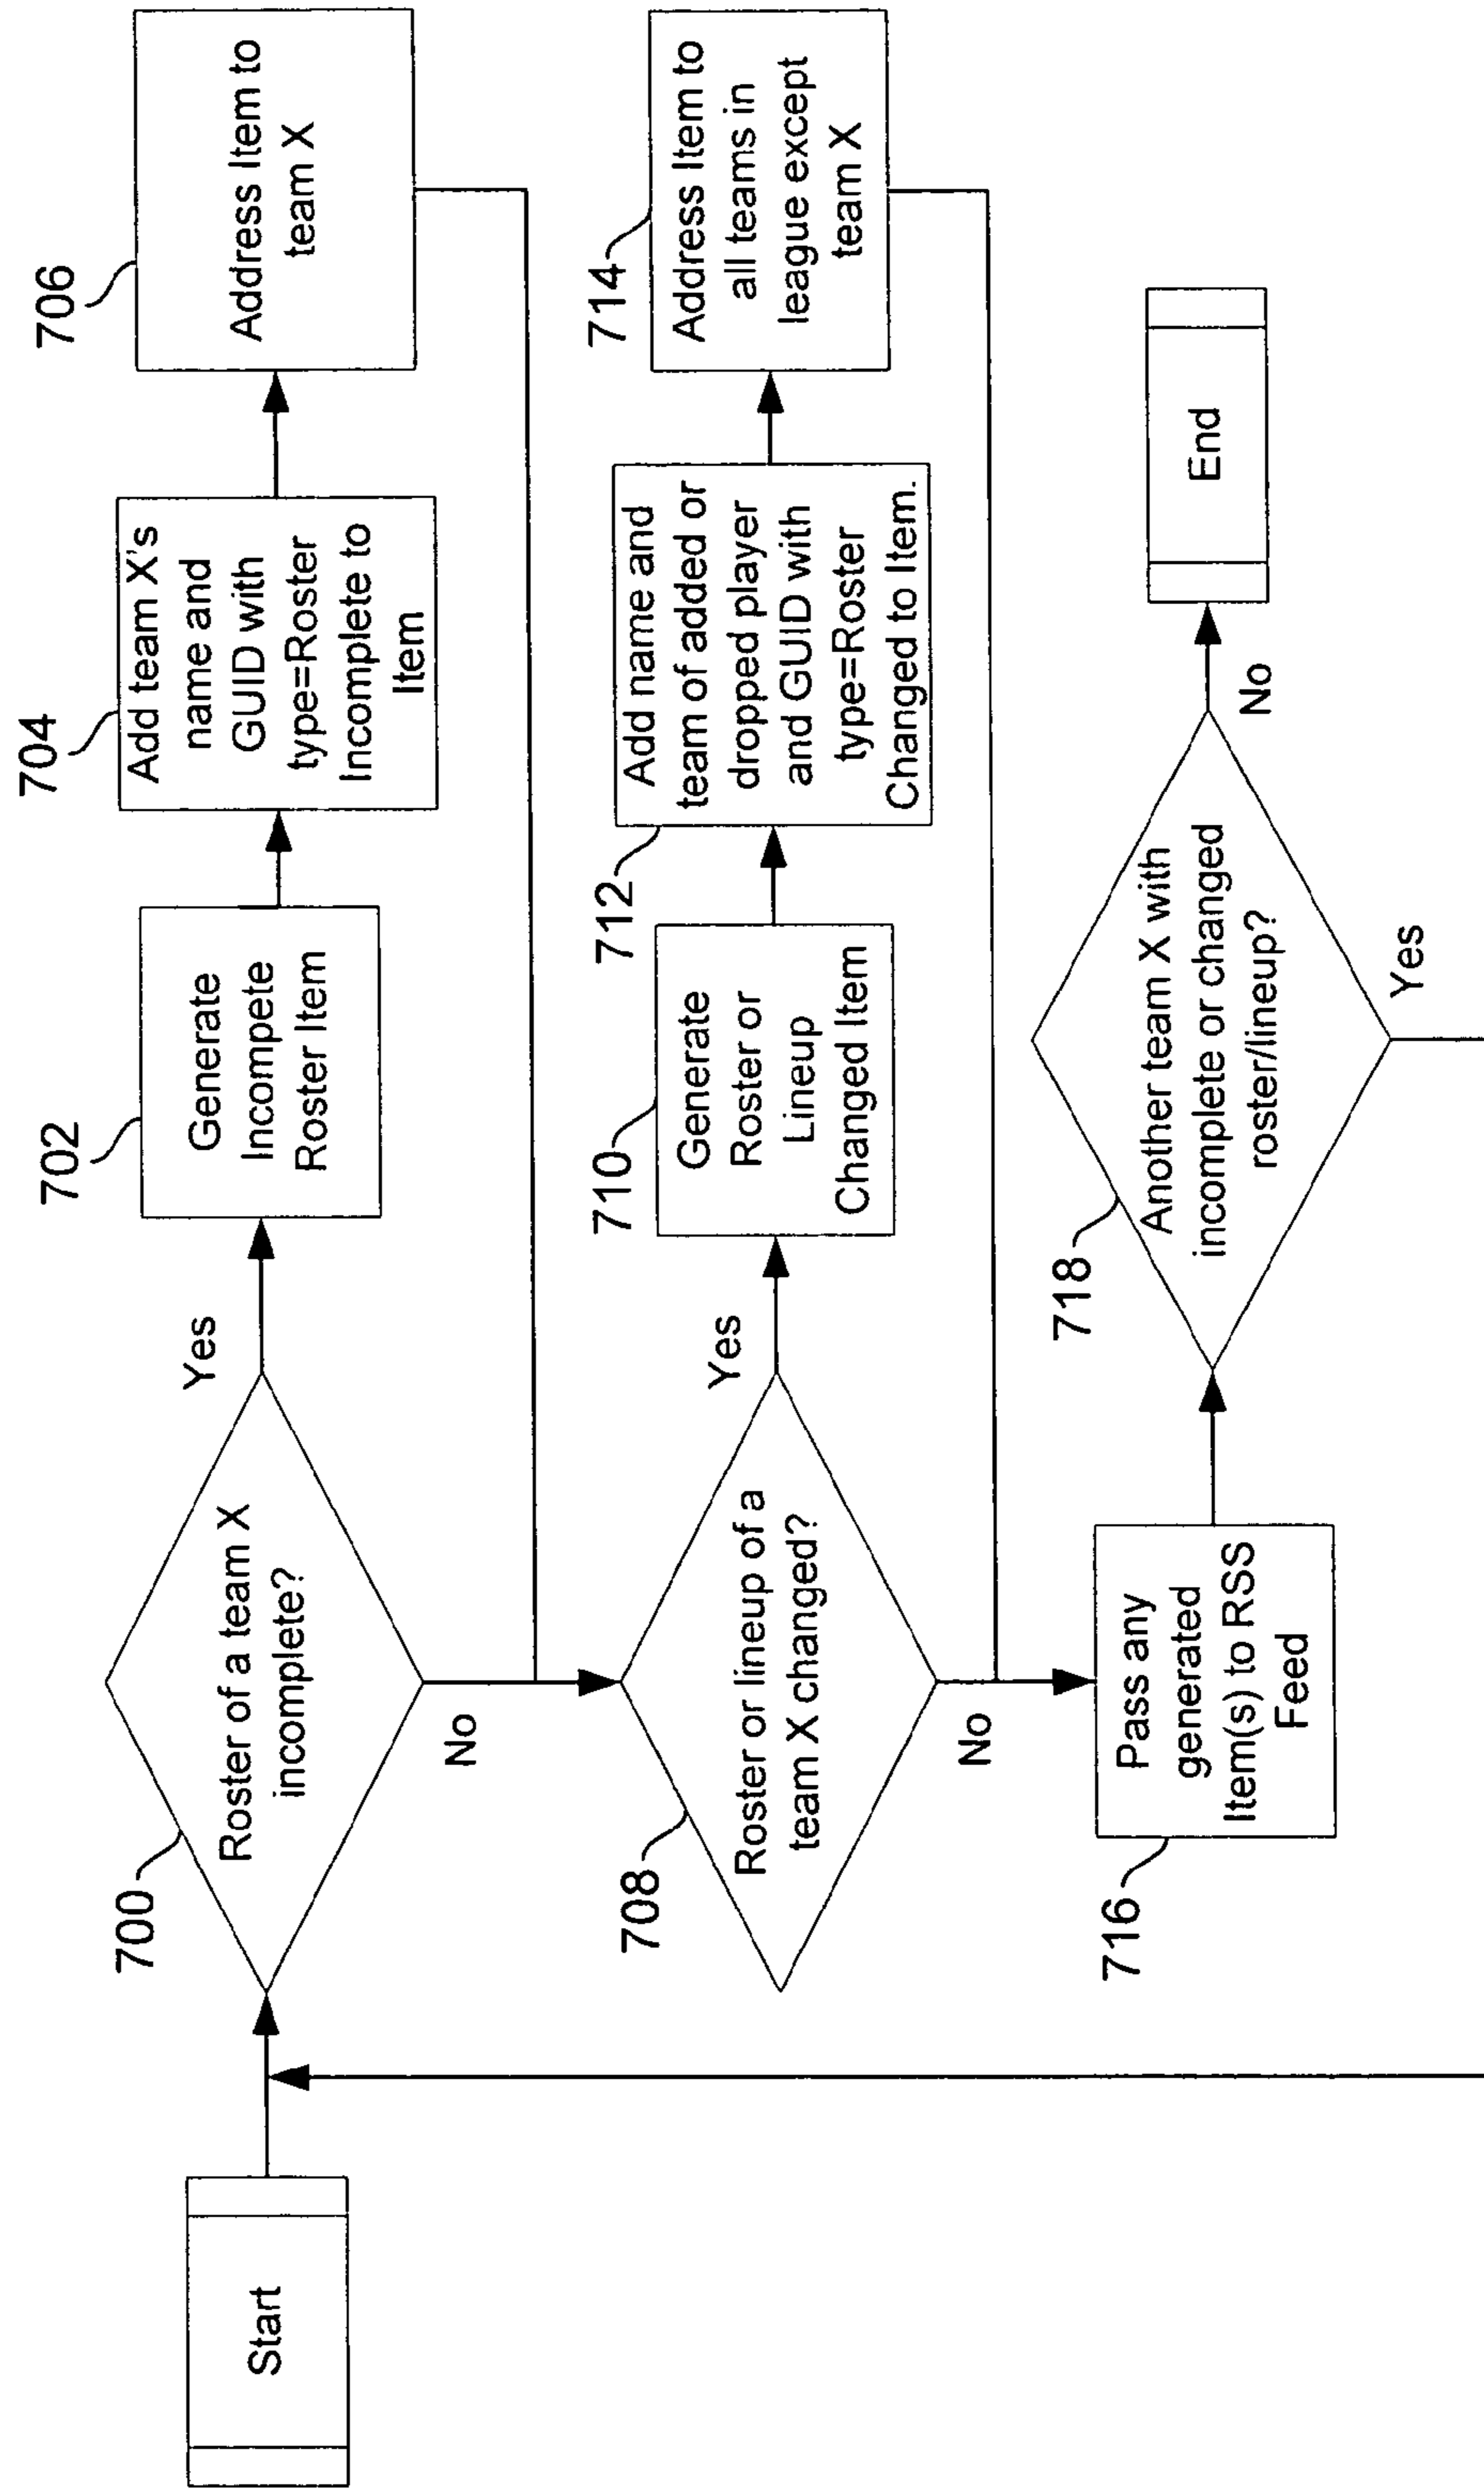 Start
700
Roster of a team X
incomplete?
Yes
No
702
Generate
Incompete
Roster Item
704
Add team X's
name and
GUID with
type=Roster
Incomplete to
Item
706
Address Item to
team X
708
Roster or lineup of a
team X changed?
Yes
No
710
Generate
Roster or
Lineup
Changed Item
712
Add name and
team of added or
dropped player
and GUID with
type=Roster
Changed to Item.
714
Address Item to
all teams in
league except
team X
716
Pass any
generated
Item(s) to RSS
Feed
718
Another team X with
incomplete or changed
roster/lineup?
No
Yes
End